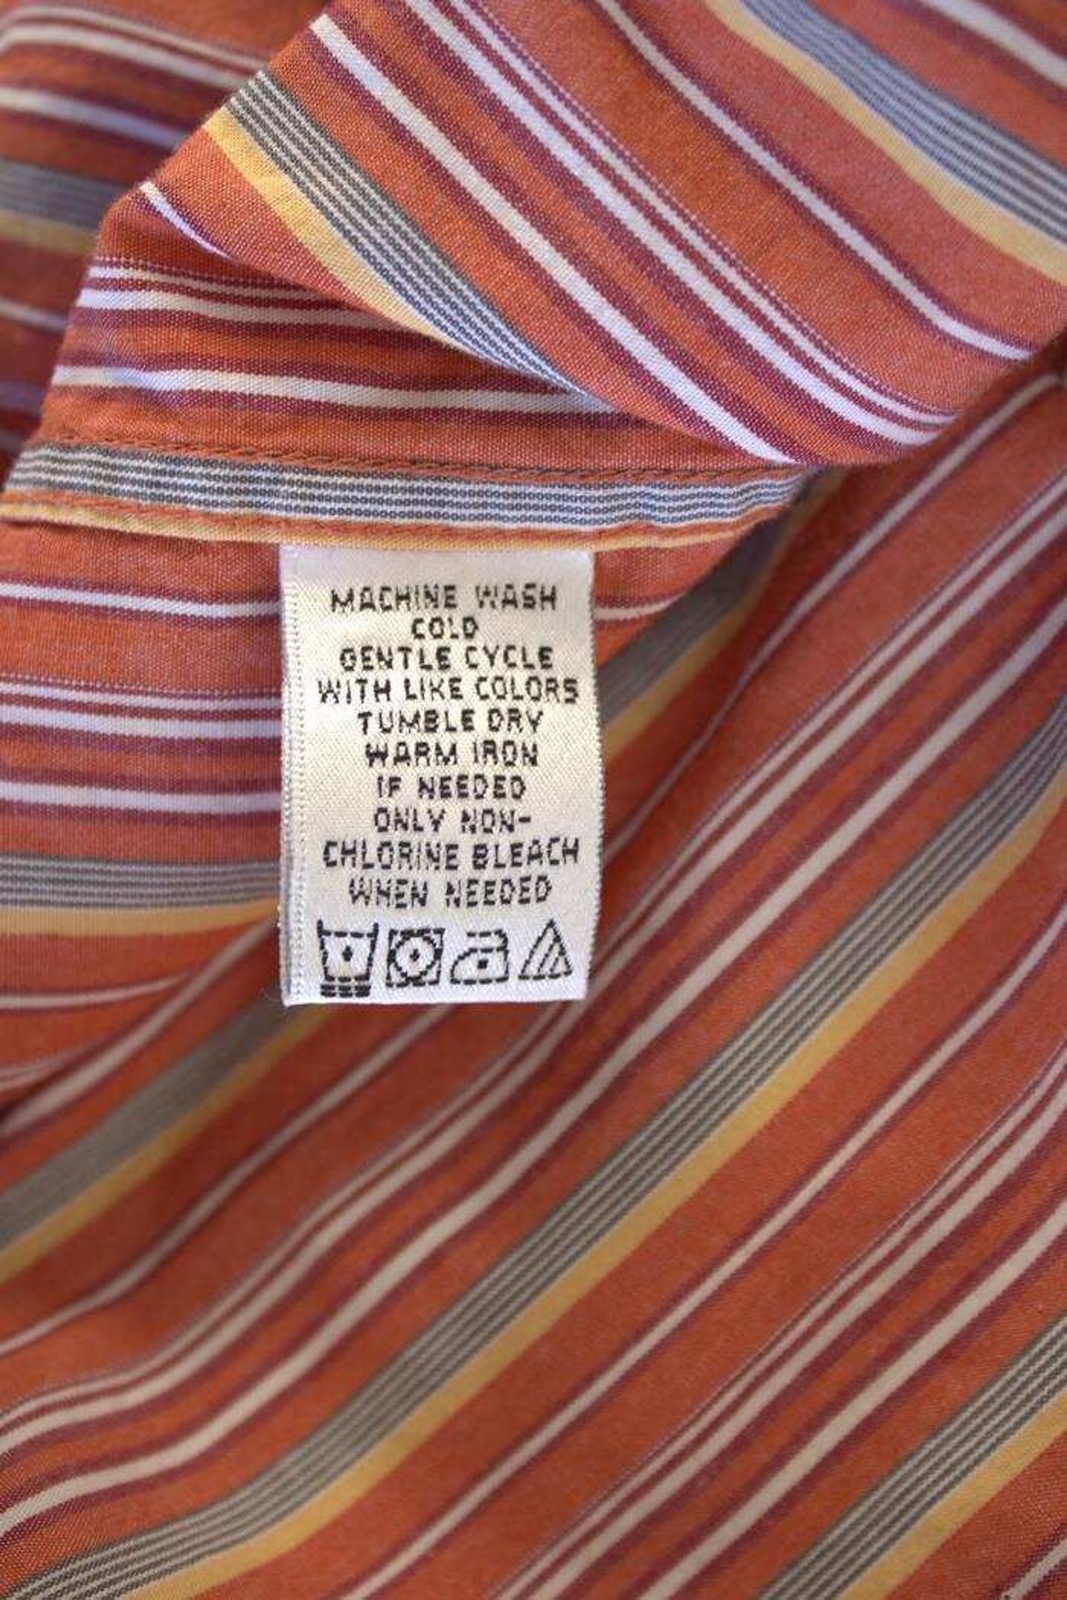 MACHINE WASH
COLD
GENTLE CYCLE
WITH LIKE COLORS
TUMBLE DRY
WARM IRON
IF NEEDED
ONLY NON-
CHLORINE BLEACH
WHEN NEEDED